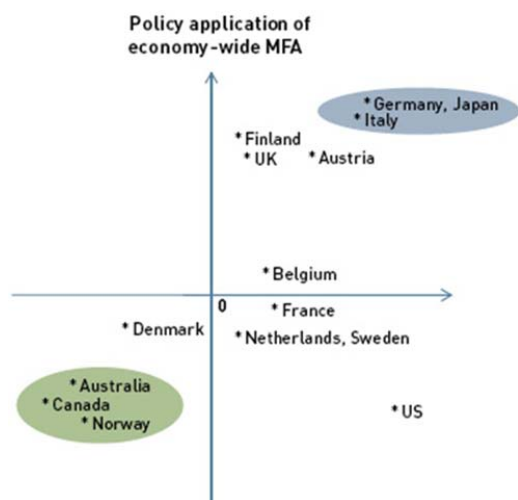 Policy application of
economy-wide MFA
* Germany, Japan
* Italy
* Finland
* UK
* Austria
* Belgium
0
* France
* Denmark
* Netherlands, Sweden
* Australia
* Canada
* Norway
* US